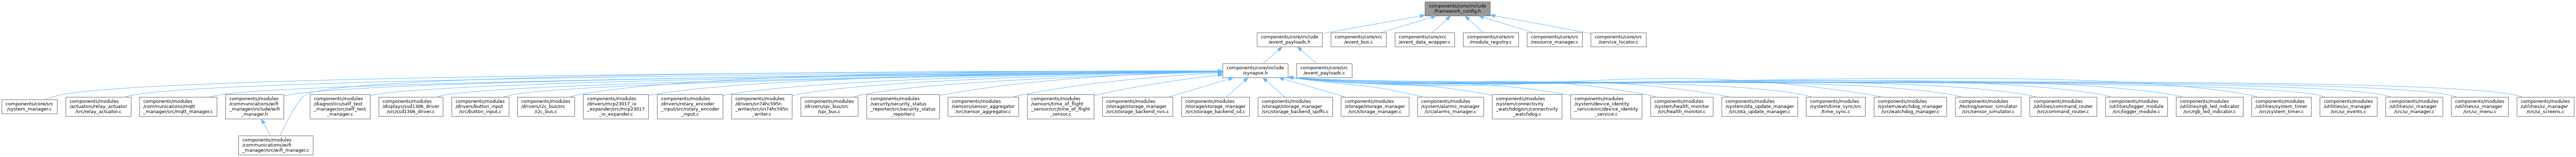 components/core/include
/framework_config.h
components/core/include
/event_payloads.h
components/core/src
/event_bus.c
components/core/src
/event_data_wrapper.c
components/core/src
/module_registry.c
components/core/src
/resource_manager.c
components/core/src
/service_locator.c
components/core/include
/synapse.h
components/core/src
/event_payloads.c
components/core/src
/system_manager.c
components/modules
/actuators/relay_actuator
/src/relay_actuator.c
components/modules
/communications/mqtt
_manager/src/mqtt_manager.c
components/modules
/communications/wifi
_manager/include/wifi
_manager.h
components/modules
/diagnostics/self_test
_manager/src/self_test
_manager.c
components/modules
/displays/ssd1306_driver
/src/ssd1306_driver.c
components/modules
/drivers/button_input
/src/button_input.c
components/modules
/drivers/i2c_bus/src
/i2c_bus.c
components/modules
/drivers/mcp23017_io
_expander/src/mcp23017
_io_expander.c
components/modules
/drivers/rotary_encoder
_input/src/rotary_encoder
_input.c
components/modules
/drivers/sn74hc595n
_writer/src/sn74hc595n
_writer.c
components/modules
/drivers/spi_bus/src
/spi_bus.c
components/modules
/security/security_status
_reporter/src/security_status
_reporter.c
components/modules
/sensors/sensor_aggregator
/src/sensor_aggregator.c
components/modules
/sensors/time_of_flight
_sensor/src/time_of_flight
_sensor.c
components/modules
/storage/storage_manager
/src/storage_backend_nvs.c
components/modules
/storage/storage_manager
/src/storage_backend_sd.c
components/modules
/storage/storage_manager
/src/storage_backend_spiffs.c
components/modules
/storage/storage_manager
/src/storage_manager.c
components/modules
/system/alarms_manager
/src/alarms_manager.c
components/modules
/system/connectivity
_watchdog/src/connectivity
_watchdog.c
components/modules
/system/device_identity
_service/src/device_identity
_service.c
components/modules
/system/health_monitor
/src/health_monitor.c
components/modules
/system/ota_update_manager
/src/ota_update_manager.c
components/modules
/system/time_sync/src
/time_sync.c
components/modules
/system/watchdog_manager
/src/watchdog_manager.c
components/modules
/testing/sensor_simulator
/src/sensor_simulator.c
components/modules
/utilities/command_router
/src/command_router.c
components/modules
/utilities/logger_module
/src/logger_module.c
components/modules
/utilities/rgb_led_indicator
/src/rgb_led_indicator.c
components/modules
/utilities/system_timer
/src/system_timer.c
components/modules
/utilities/ui_manager
/src/ui_events.c
components/modules
/utilities/ui_manager
/src/ui_manager.c
components/modules
/utilities/ui_manager
/src/ui_menu.c
components/modules
/utilities/ui_manager
/src/ui_screens.c
components/modules
/communications/wifi
_manager/src/wifi_manager.c